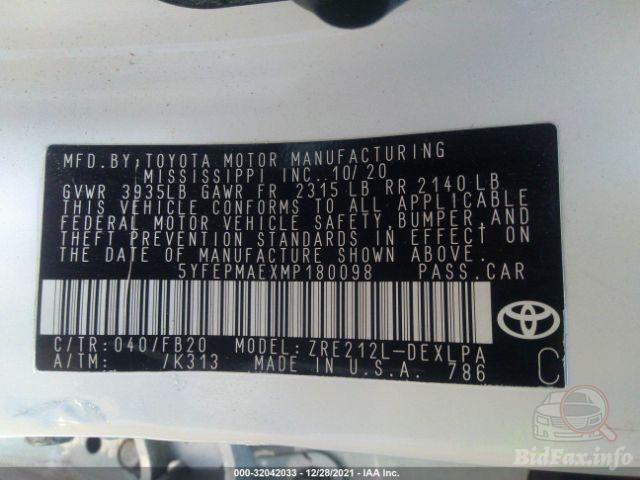 MFD. BY: TOYOTA MOTOR MANUFACTURING
MISSISSIPPI INC. 10/20
GVWR 3935LB GAWR FR 2315 LB RR 2140 LB
THIS VEHICLE CONFORMS TO ALL APPLICABLE
FEDERAL MOTOR VEHICLE SAFETY, BUMPER, AND
THEFT PREVENTION STANDARDS IN EFFECT ON
THE DATE OF MANUFACTURE SHOWN ABOVE.
5YFEPMAEXMP180098 PASS.CAR
C/TR: 040/FB20 MODEL: ZRE212L-DEXLPA
A/TM: /K313 MADE IN U.S.A. 786
C
000-32042033 - 12/28/2021 - IAA Inc.
BidFax.info